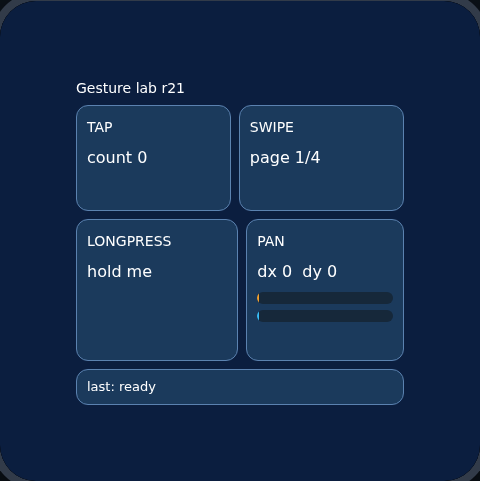 Gesture lab r21
TAP
count 0
SWIPE
page 1/4
LONGPRESS
hold me
PAN
dx 0  dy 0
last: ready